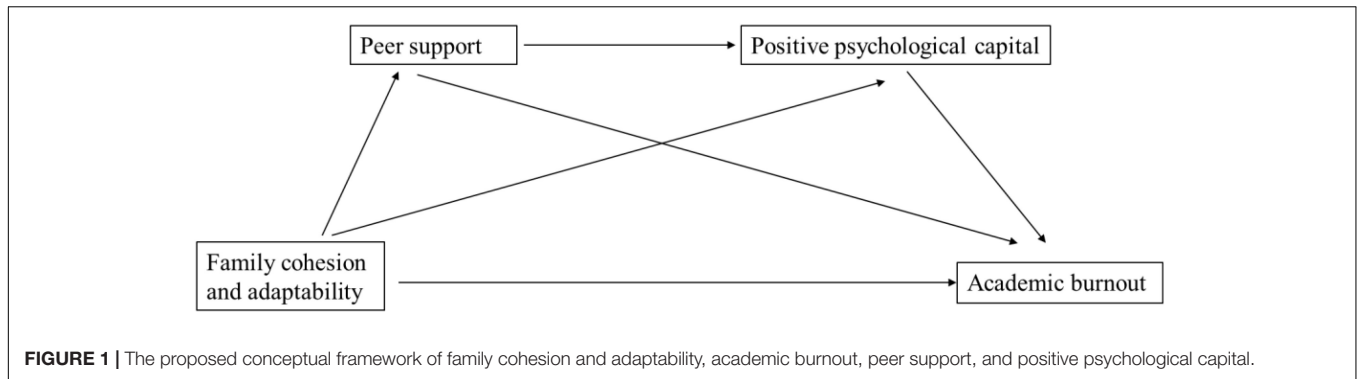 Peer support
Positive psychological capital
Family cohesion
and adaptability
Academic burnout
FIGURE 1 | The proposed conceptual framework of family cohesion and adaptability, academic burnout, peer support, and positive psychological capital.